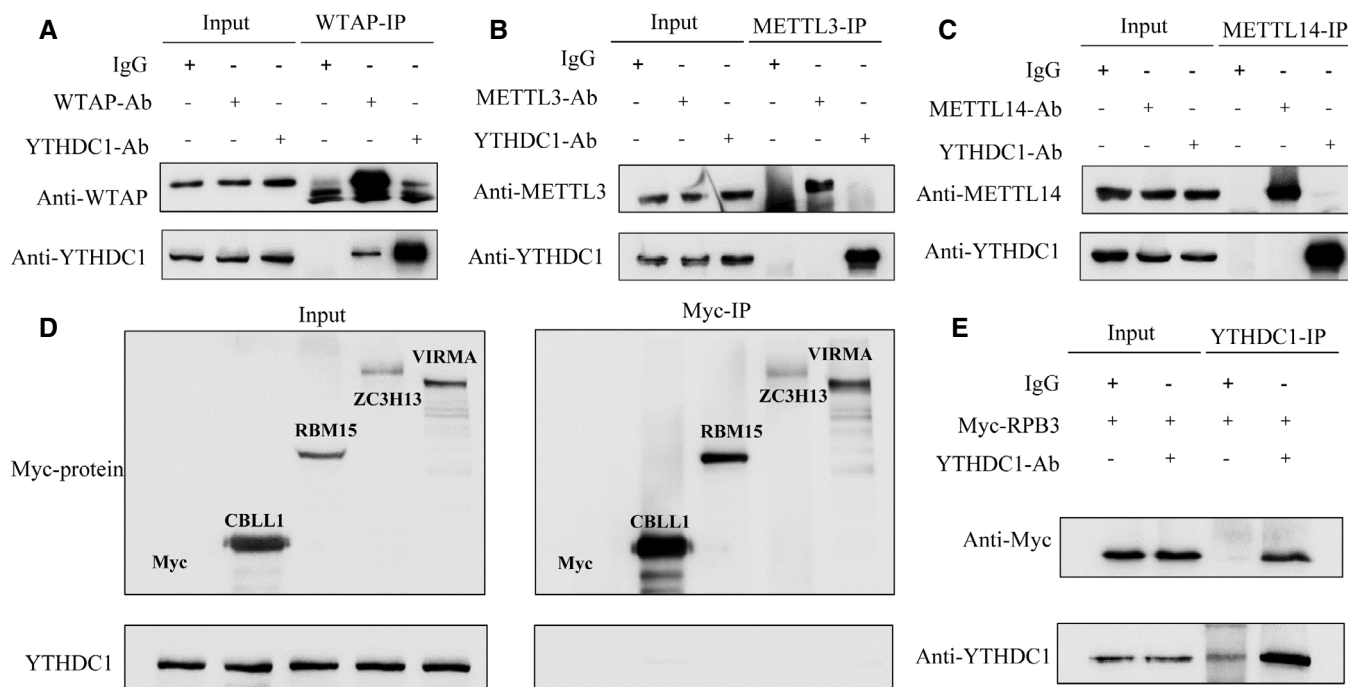 A
Input WTAP-IP
IgG + - - + - -
WTAP-Ab - + - - + -
YTHDC1-Ab - - + - - +
Anti-WTAP
Anti-YTHDC1
B
Input METTL3-IP
IgG + - - + - -
METTL3-Ab - + - - + -
YTHDC1-Ab - - + - - +
Anti-METTL3
Anti-YTHDC1
C
Input METTL14-IP
IgG + - - + - -
METTL14-Ab - + - - + -
YTHDC1-Ab - - + - - +
Anti-METTL14
Anti-YTHDC1
D
Input Myc-IP
VIRMA
ZC3H13
RBM15
Myc-protein
CBLL1
Myc
VIRMA
ZC3H13
RBM15
CBLL1
Myc
YTHDC1
E
Input YTHDC1-IP
IgG + - + -
Myc-RPB3 + + + +
YTHDC1-Ab - + - +
Anti-Myc
Anti-YTHDC1